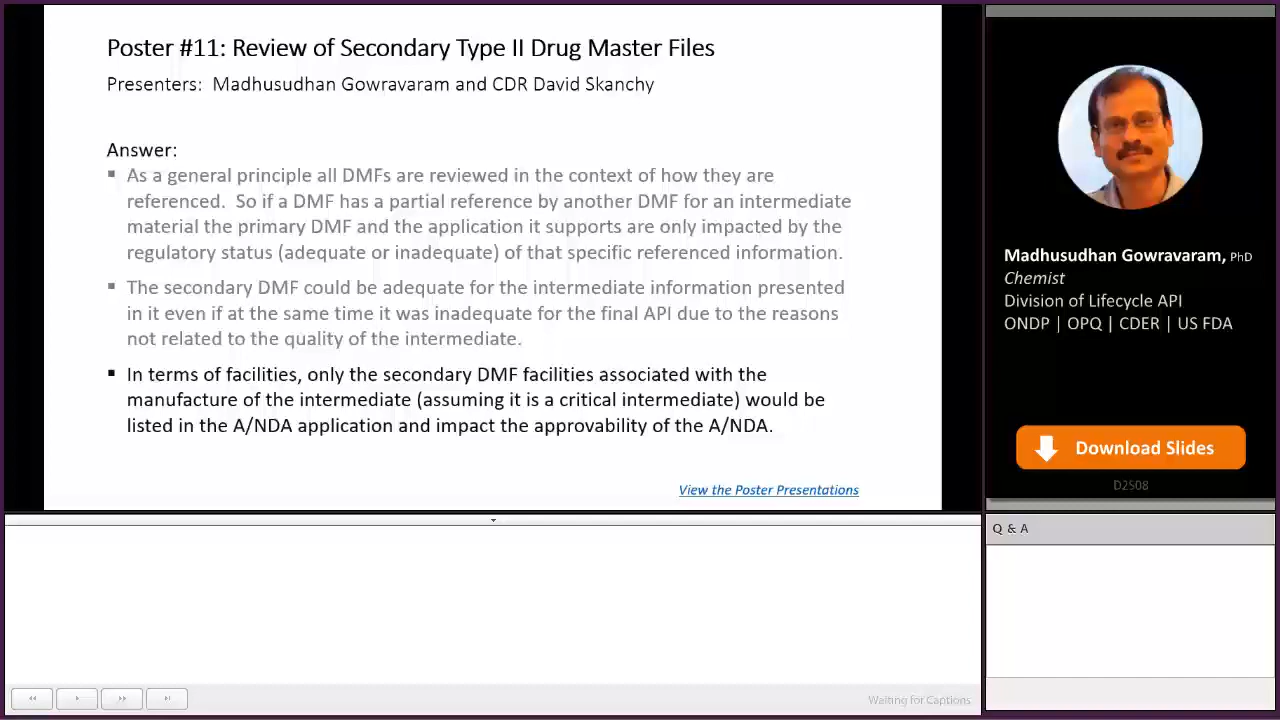 Poster #11: Review of Secondary Type II Drug Master Files
Presenters: Madhusudhan Gowravaram and CDR David Skanchy
Answer:
▪ As a general principle all DMFs are reviewed in the context of how they are
referenced. So if a DMF has a partial reference by another DMF for an intermediate
material the primary DMF and the application it supports are only impacted by the
regulatory status (adequate or inadequate) of that specific referenced information.
▪ The secondary DMF could be adequate for the intermediate information presented
in it even if at the same time it was inadequate for the final API due to the reasons
not related to the quality of the intermediate.
▪ In terms of facilities, only the secondary DMF facilities associated with the
manufacture of the intermediate (assuming it is a critical intermediate) would be
listed in the A/NDA application and impact the approvability of the A/NDA.
View the Poster Presentations
Madhusudhan Gowravaram, PhD
Chemist
Division of Lifecycle API
ONDP | OPQ | CDER | US FDA
Download Slides
D2S08
Q & A
Waiting for Captions